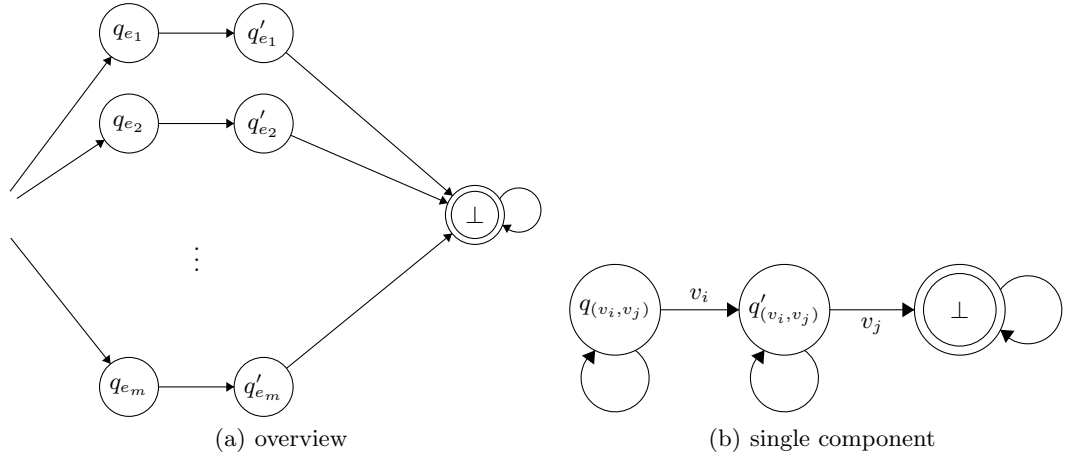 q_{e_1} q'_{e_1}
q_{e_2} q'_{e_2}
⊥
⋮
q_{(v_i,v_j)} v_i q'_{(v_i,v_j)} v_j ⊥
q_{e_m} q'_{e_m}
(a) overview
(b) single component